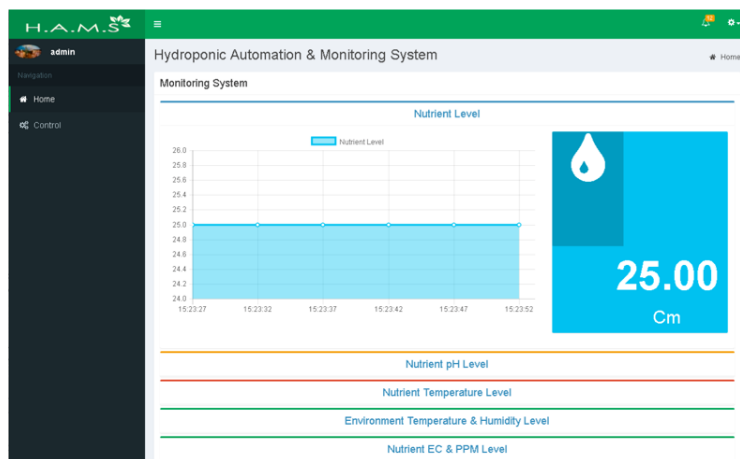 H.A.M.S
admin
Navigation
Home
Control
Hydroponic Automation & Monitoring System
Home
Monitoring System
Nutrient Level
Nutrient Level
26.0
25.8
25.6
25.4
25.2
25.0
24.8
24.6
24.4
24.2
24.0
15:23:27 15:23:32 15:23:37 15:23:42 15:23:47 15:23:52
25.00
Cm
Nutrient pH Level
Nutrient Temperature Level
Environment Temperature & Humidity Level
Nutrient EC & PPM Level